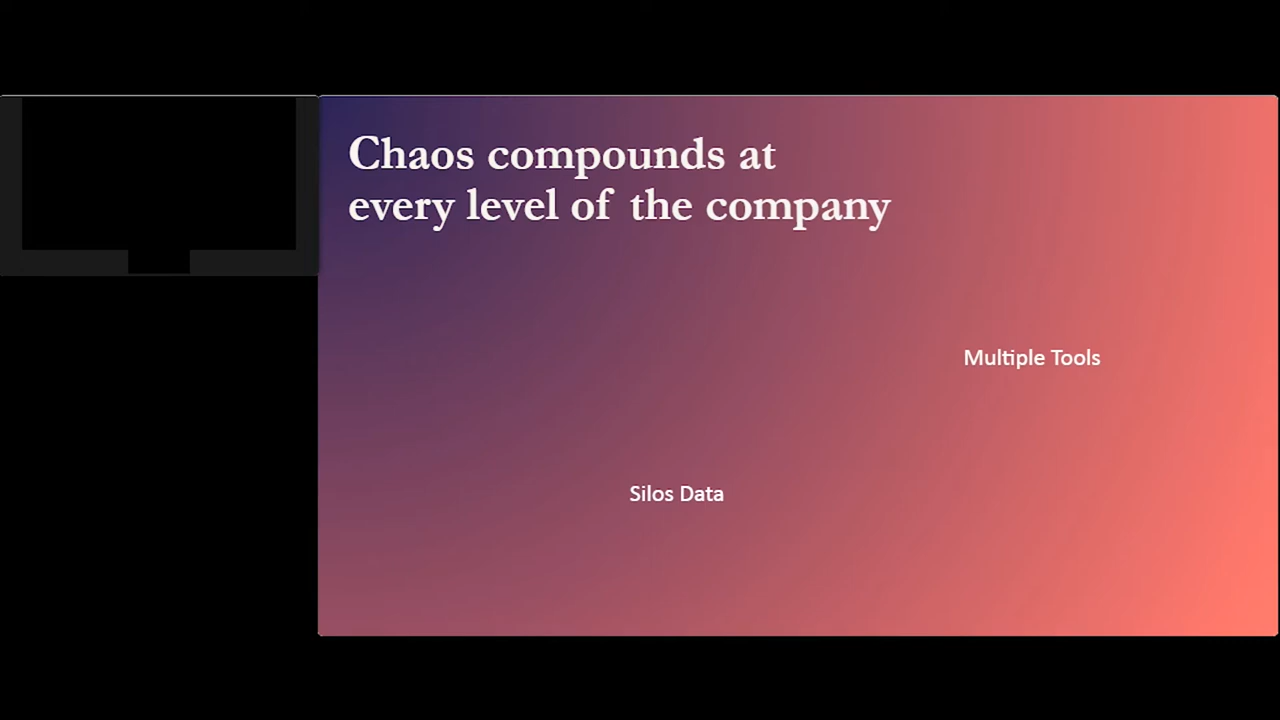 Chaos compounds at
every level of the company
Multiple Tools
Silos Data